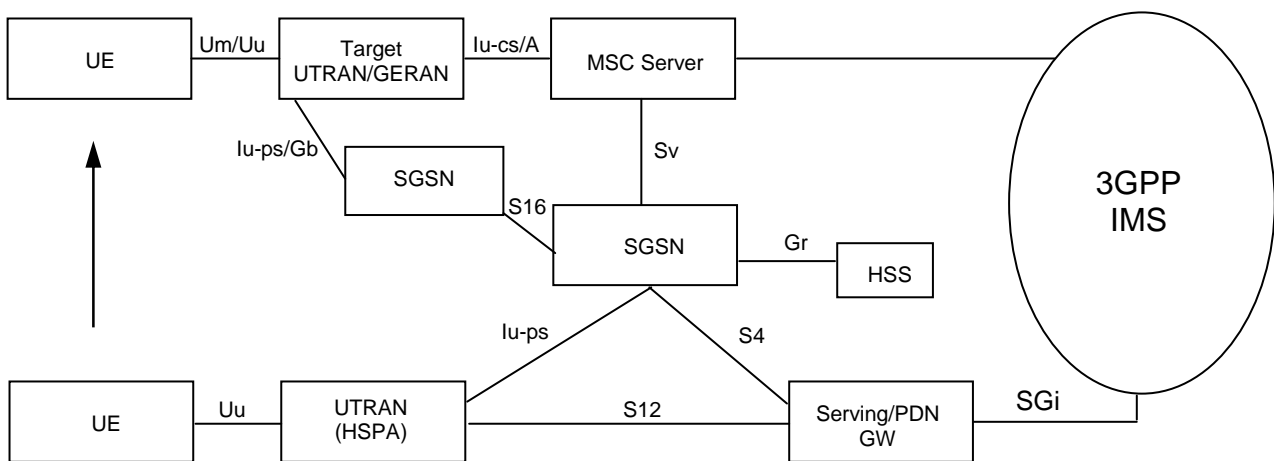 UE
Um/Uu
Target
UTRAN/GERAN
Iu-cs/A
MSC Server
Iu-ps/Gb
SGSN
S16
Sv
SGSN
Gr
HSS
3GPP
IMS
Iu-ps
S4
UE
Uu
UTRAN
(HSPA)
S12
Serving/PDN
GW
SGi